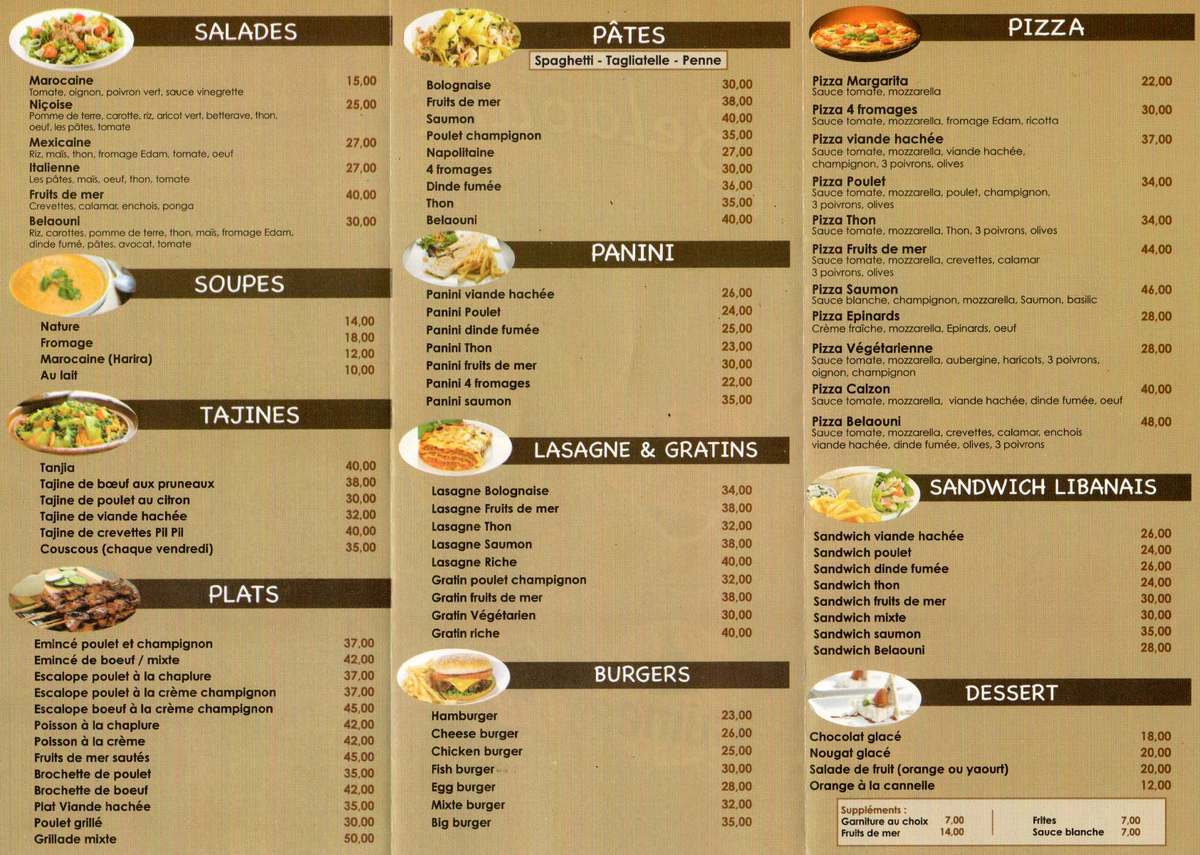 SALADES
Marocaine 15,00
Tomate, oignon, poivron vert, sauce vinegrette
Niçoise 25,00
Pomme de terre, carotte, riz, aricot vert, betterave, thon,
oeuf, les pâtes, tomate
Mexicaine 27,00
Riz, maïs, thon, fromage Edam, tomate, oeuf
Italienne 27,00
Les pâtes, maïs, oeuf, thon, tomate
Fruits de mer 40,00
Crevettes, calamar, enchois, ponga
Belaouni 30,00
Riz, carottes, pomme de terre, thon, maïs, fromage Edam,
dinde fumé, pâtes, avocat, tomate
SOUPES
Nature 14,00
Fromage 18,00
Marocaine (Harira) 12,00
Au lait 10,00
TAJINES
Tanjia 40,00
Tajine de bœuf aux pruneaux 38,00
Tajine de poulet au citron 30,00
Tajine de viande hachée 32,00
Tajine de crevettes Pil Pil 40,00
Couscous (chaque vendredi) 35,00
PLATS
Emincé poulet et champignon 37,00
Emincé de boeuf / mixte 42,00
Escalope poulet à la chaplure 37,00
Escalope poulet à la crème champignon 37,00
Escalope boeuf à la crème champignon 45,00
Poisson à la chaplure 42,00
Poisson à la crème 42,00
Fruits de mer sautés 45,00
Brochette de poulet 35,00
Brochette de boeuf 42,00
Plat Viande hachée 35,00
Poulet grillé 30,00
Grillade mixte 50,00
PÂTES
Spaghetti - Tagliatelle - Penne
Bolognaise 30,00
Fruits de mer 38,00
Saumon 40,00
Poulet champignon 35,00
Napolitaine 27,00
4 fromages 30,00
Dinde fumée 36,00
Thon 35,00
Belaouni 40,00
PANINI
Panini viande hachée 26,00
Panini Poulet 24,00
Panini dinde fumée 25,00
Panini Thon 23,00
Panini fruits de mer 30,00
Panini 4 fromages 22,00
Panini saumon 35,00
LASAGNE & GRATINS
Lasagne Bolognaise 34,00
Lasagne Fruits de mer 38,00
Lasagne Thon 32,00
Lasagne Saumon 38,00
Lasagne Riche 40,00
Gratin poulet champignon 32,00
Gratin fruits de mer 38,00
Gratin Végétarien 30,00
Gratin riche 40,00
BURGERS
Hamburger 23,00
Cheese burger 26,00
Chicken burger 25,00
Fish burger 30,00
Egg burger 28,00
Mixte burger 32,00
Big burger 35,00
PIZZA
Pizza Margarita 22,00
Sauce tomate, mozzarella
Pizza 4 fromages 30,00
Sauce tomate, mozzarella, fromage Edam, ricotta
Pizza viande hachée 37,00
Sauce tomate, mozzarella, viande hachée,
champignon, 3 poivrons, olives
Pizza Poulet 34,00
Sauce tomate, mozzarella, poulet, champignon,
3 poivrons, olives
Pizza Thon 34,00
Sauce tomate, mozzarella, Thon, 3 poivrons, olives
Pizza Fruits de mer 44,00
Sauce tomate, mozzarella, crevettes, calamar
3 poivrons, olives
Pizza Saumon 46,00
Sauce blanche, champignon, mozzarella, Saumon, basilic
Pizza Epinards 28,00
Crème fraîche, mozzarella, Epinards, oeuf
Pizza Végétarienne 28,00
Sauce tomate, mozzarella, aubergine, haricots, 3 poivrons,
oignon, champignon
Pizza Calzon 40,00
Sauce tomate, mozzarella, viande hachée, dinde fumée, oeuf
Pizza Belaouni 48,00
Sauce tomate, mozzarella, crevettes, calamar, enchois
viande hachée, dinde fumée, olives, 3 poivrons
SANDWICH LIBANAIS
Sandwich viande hachée 26,00
Sandwich poulet 24,00
Sandwich dinde fumée 26,00
Sandwich thon 24,00
Sandwich fruits de mer 30,00
Sandwich mixte 30,00
Sandwich saumon 35,00
Sandwich Belaouni 28,00
DESSERT
Chocolat glacé 18,00
Nougat glacé 20,00
Salade de fruit (orange ou yaourt) 20,00
Orange à la cannelle 12,00
Suppléments :
Garniture au choix 7,00 Frites 7,00
Fruits de mer 14,00 Sauce blanche 7,00